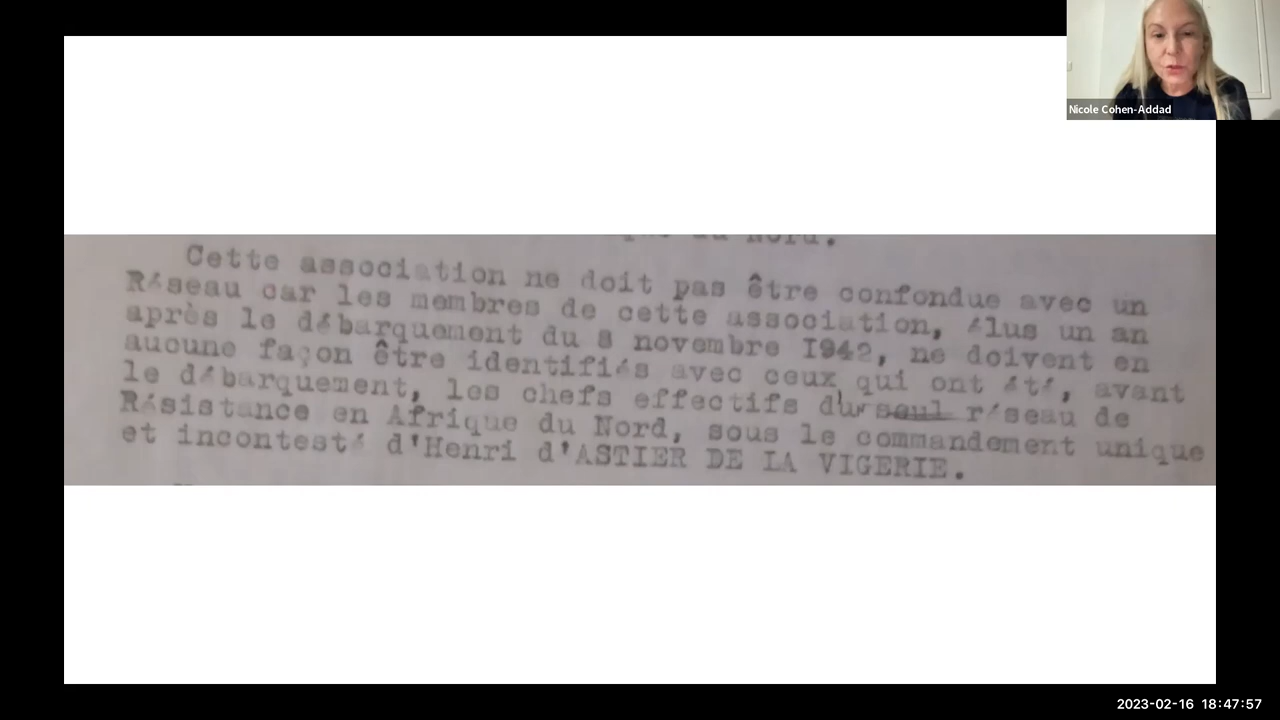 Nicole Cohen-Addad
Cette association ne doit pas être confondue avec un
Réseau car les membres de cette association, élus un an
après le débarquement du 8 novembre 1942, ne doivent en
aucune façon être identifiés avec ceux qui ont été, avant
le débarquement, les chefs effectifs du seul réseau de
Résistance en Afrique du Nord, sous le commandement unique
et incontesté d'Henri d'ASTIER DE LA VIGERIE.
2023-02-16 18:47:57